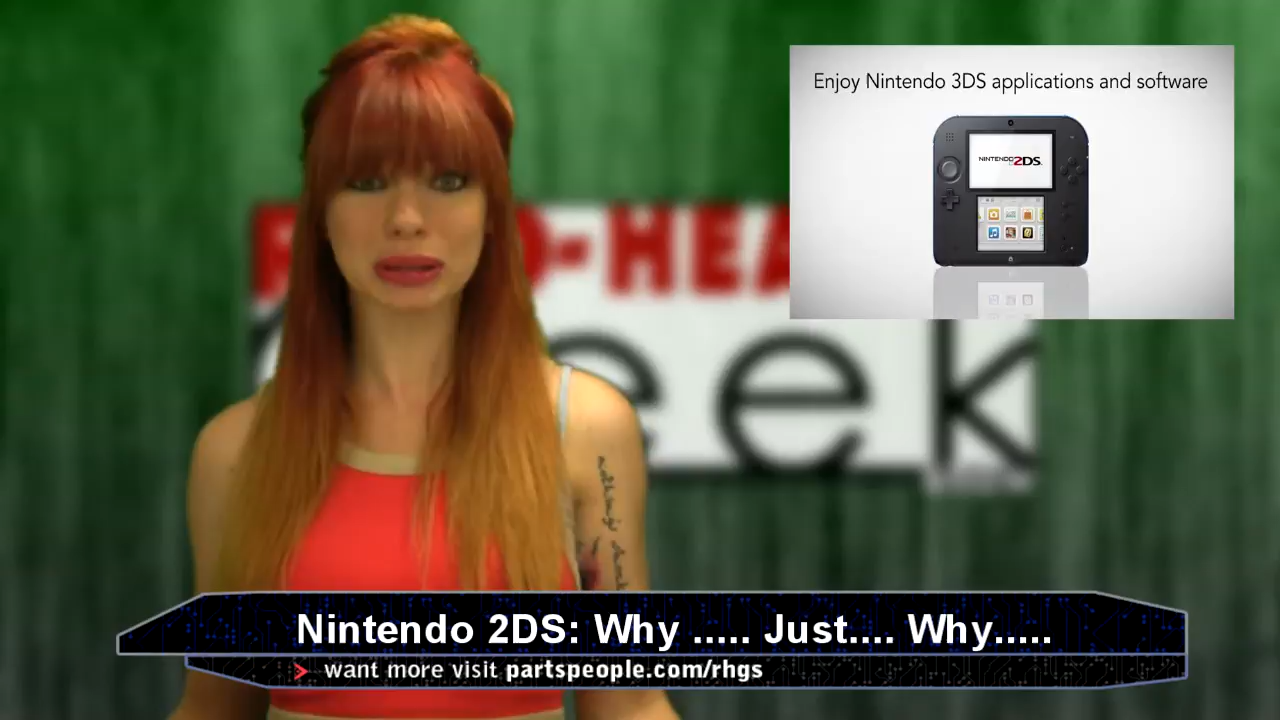 Enjoy Nintendo 3DS applications and software
NINTENDO 2DS
eek
Nintendo 2DS: Why ..... Just.... Why.....
want more visit partspeople.com/rhgs